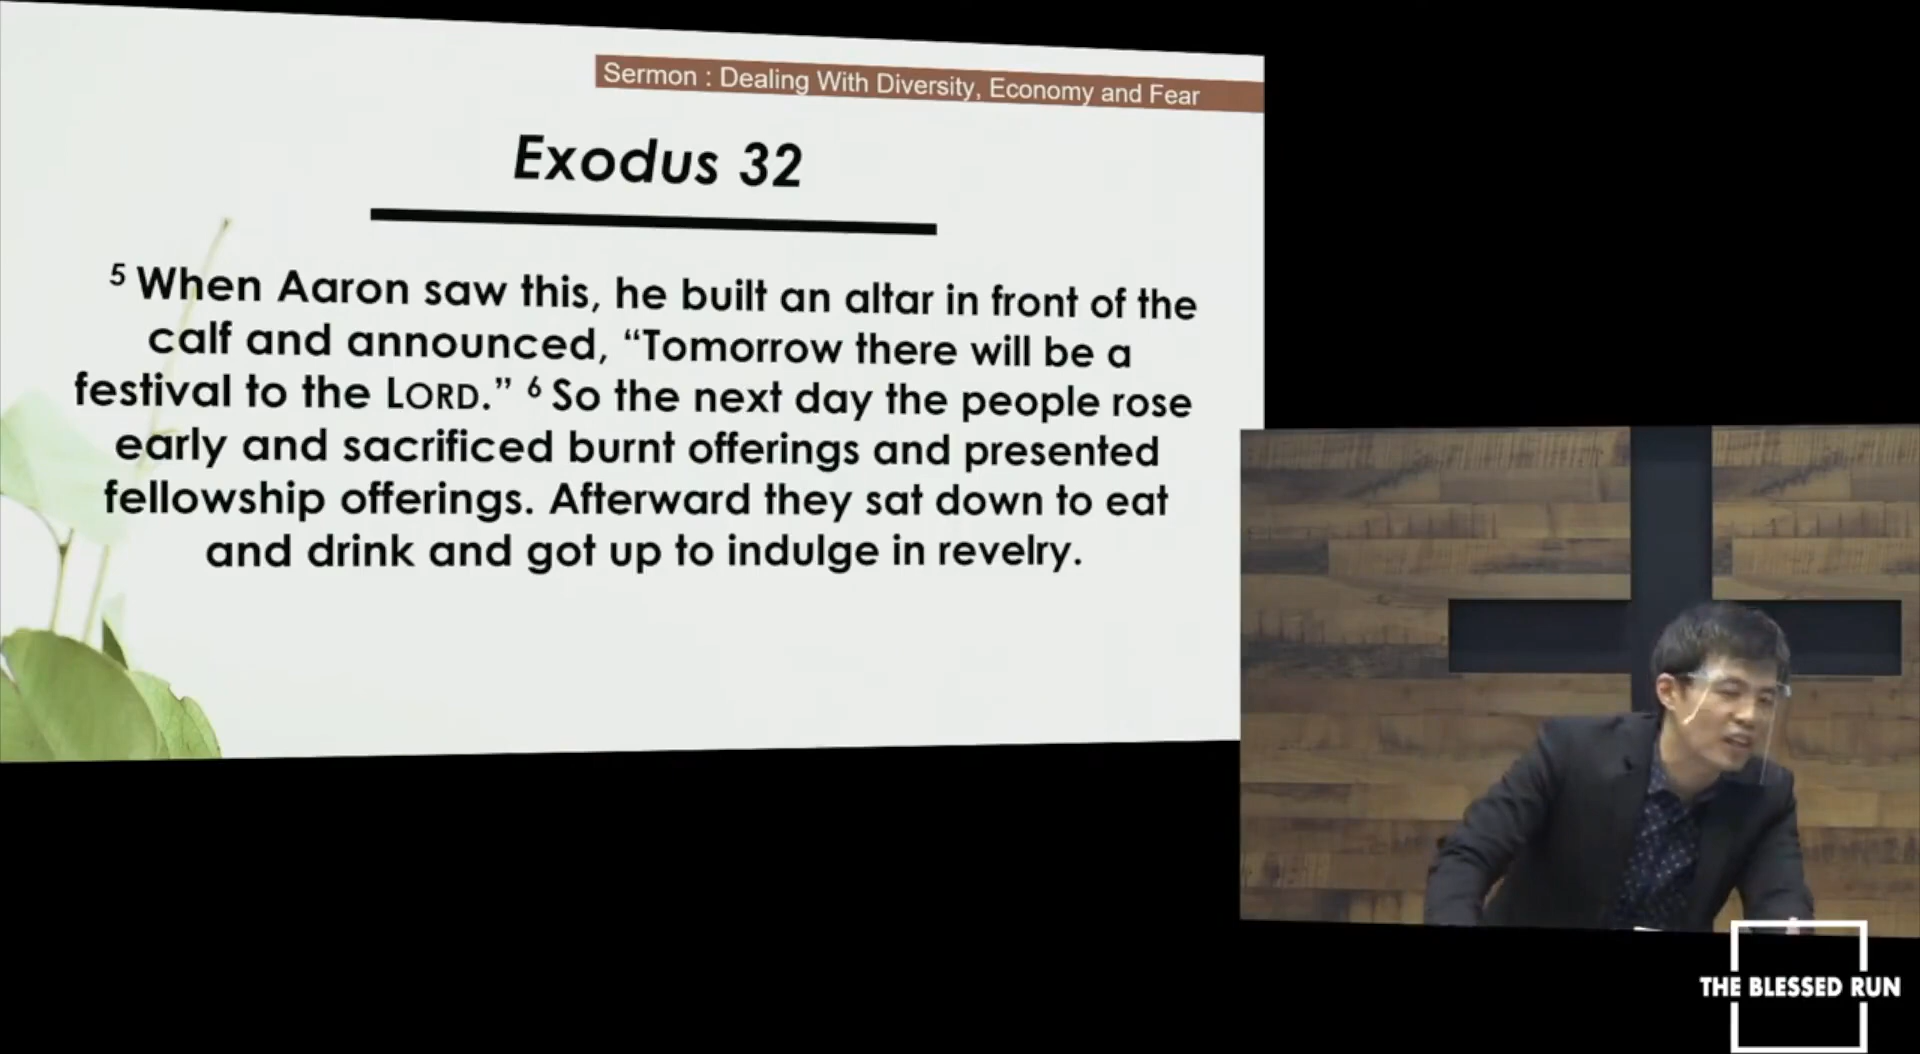 Sermon : Dealing With Diversity, Economy and Fear
Exodus 32
5 When Aaron saw this, he built an altar in front of the
calf and announced, “Tomorrow there will be a
festival to the LORD.” 6 So the next day the people rose
early and sacrificed burnt offerings and presented
fellowship offerings. Afterward they sat down to eat
and drink and got up to indulge in revelry.
THE BLESSED RUN